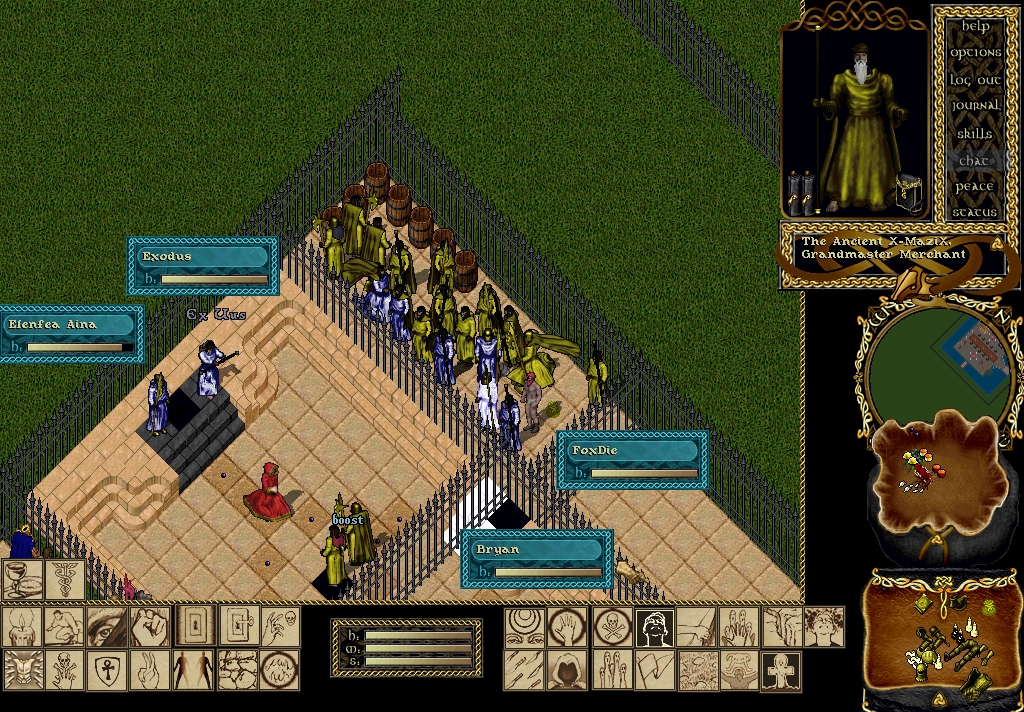 help
options
log out
journal
skills
chat
peace
status
The Ancient X-MaziX,
Grandmaster Merchant
Exodus
h:
Ex Uus
Elenfea Aina
h:
FoxDie
h:
boost
Bryan
h:
h:
m:
s: